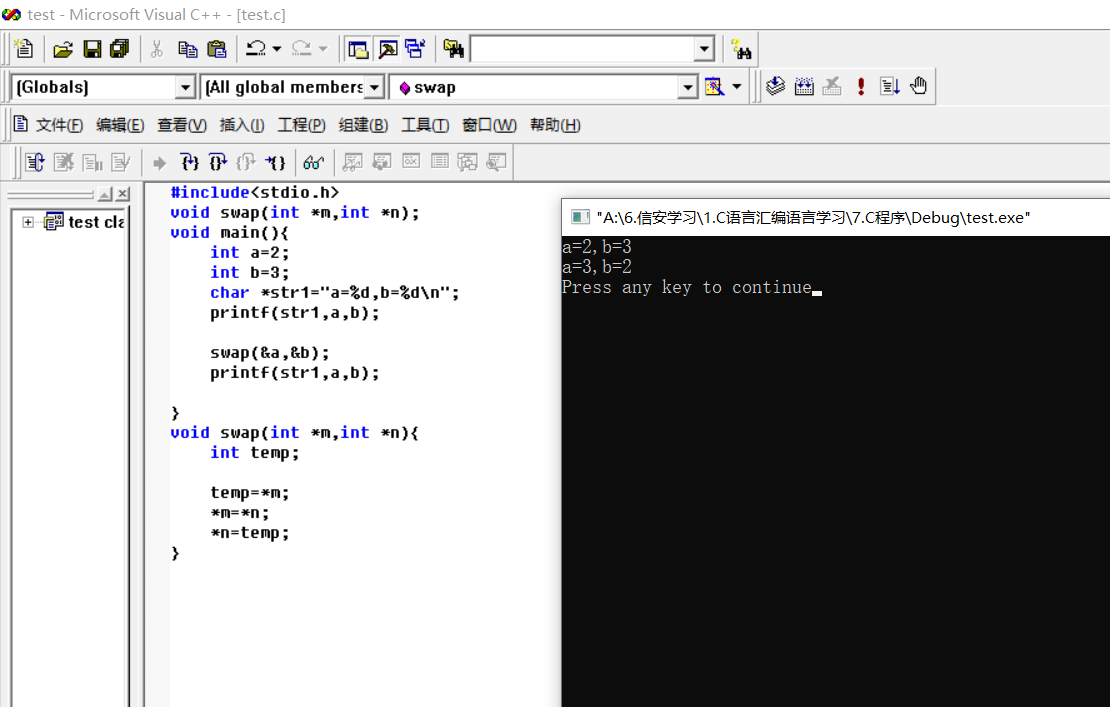 test - Microsoft Visual C++ - [test.c]
(Globals) (All global members swap
文件(F) 编辑(E) 查看(V) 插入(I) 工程(P) 组建(B) 工具(T) 窗口(W) 帮助(H)
test cla
#include<stdio.h>
void swap(int *m,int *n);
void main(){
    int a=2;
    int b=3;
    char *str1="a=%d,b=%d\n";
    printf(str1,a,b);
    swap(&a,&b);
    printf(str1,a,b);
}
void swap(int *m,int *n){
    int temp;
    temp=*m;
    *m=*n;
    *n=temp;
}
"A:\6.信安学习\1.C语言汇编语言学习\7.C程序\Debug\test.exe"
a=2,b=3
a=3,b=2
Press any key to continue